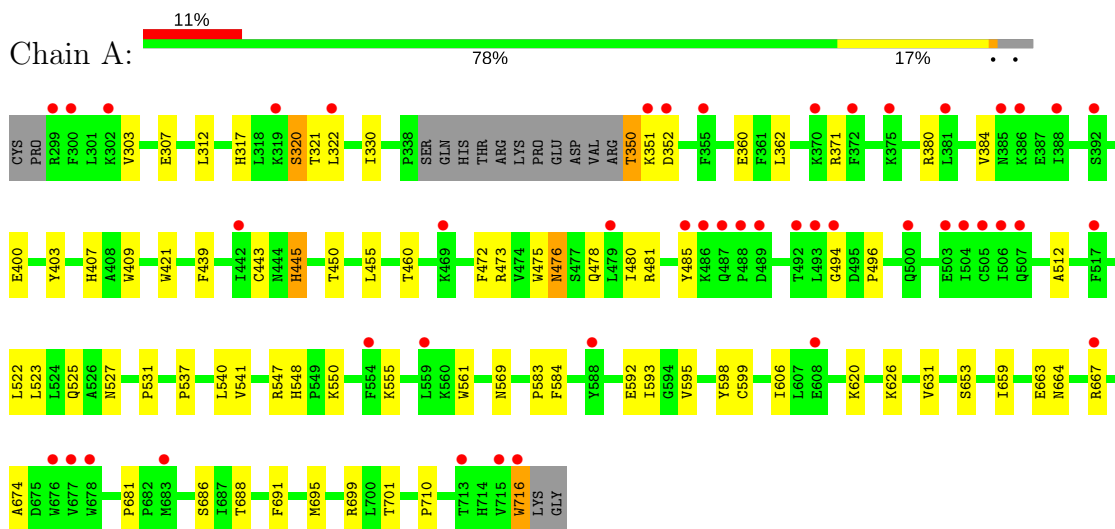 11%
Chain A:
78% 17% • •
CYS PRO R299 F300 L301 K302 V303 E307 L312 H317 L318 K319 S320 T321 L322 I330 P338 SER GLN HIS THR ARG LYS PRO GLU ASP VAL ARG T350 K351 D352 F355 E360 F361 L362 K370 R371 F372 K375 R380 L381 V384 N385 K386 E387 I388 S392
E400 Y403 H407 A408 W409 W421 F439 I442 C443 N444 H445 T450 L455 T460 K469 F472 R473 V474 W475 N476 S477 Q478 L479 I480 R481 Y485 K486 Q487 P488 D489 T492 L493 G494 D495 P496 Q500 E503 I504 C505 I506 Q507 A512 F517
L522 L523 L524 Q525 A526 N527 P531 P537 L540 V541 R547 H548 P549 K550 F554 K555 L559 K560 W561 N569 P583 F584 Y588 E592 I593 G594 V595 Y598 C599 I606 L607 E608 K620 K626 V631 S653 I659 E663 N664 R667
A674 D675 W676 V677 W678 P681 P682 M683 S686 I687 T688 F691 M695 R699 L700 T701 P710 T713 H714 V715 W716 LYS GLY